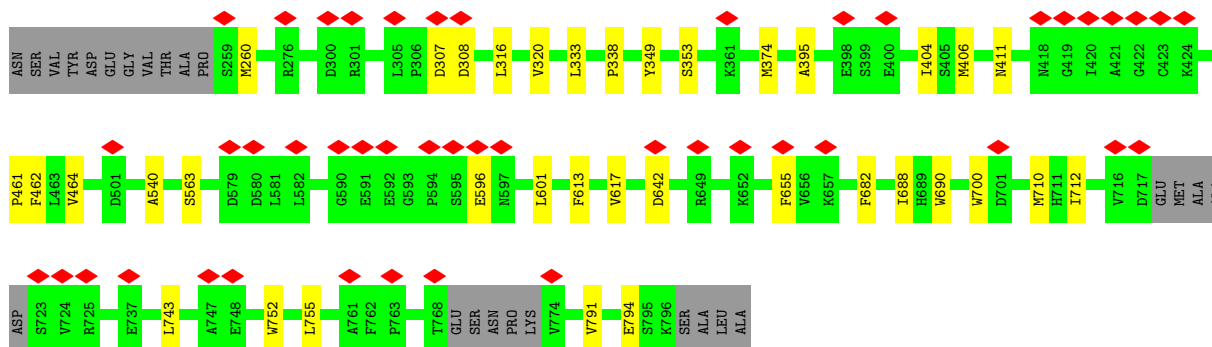 ASN SER VAL TYR ASP GLU GLY VAL THR ALA PRO S259 M260 R276 D300 R301 L305 P306 D307 D308 L316 V320 L333 P338 Y349 S353 K361 M374 A395 E398 S399 E400 I404 S405 M406 N411 N418 G419 I420 A421 G422 C423 K424
P461 F462 L463 V464 D501 A540 S563 D579 D580 L581 L582 G590 E591 E592 G593 P594 S595 E596 N597 L601 F613 V617 D642 R649 K652 F655 V656 K657 F682 I688 H689 W690 W700 D701 M710 H711 I712 V716 D717 GLU MET ALA
ASP S723 V724 R725 E737 L743 A747 E748 W752 L755 A761 F762 P763 T768 GLU SER ASN PRO LYS V774 V791 E794 S795 K796 SER ALA LEU ALA